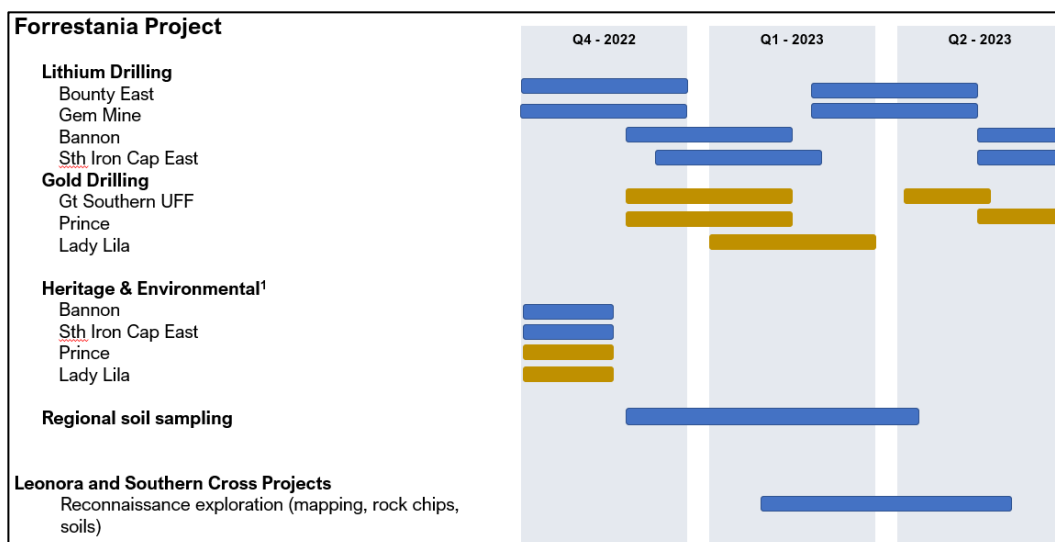 Forrestania Project
Q4 - 2022
Q1 - 2023
Q2 - 2023
Lithium Drilling
Bounty East
Gem Mine
Bannon
Sth Iron Cap East
Gold Drilling
Gt Southern UFF
Prince
Lady Lila
Heritage & Environmental¹
Bannon
Sth Iron Cap East
Prince
Lady Lila
Regional soil sampling
Leonora and Southern Cross Projects
Reconnaissance exploration (mapping, rock chips,
soils)